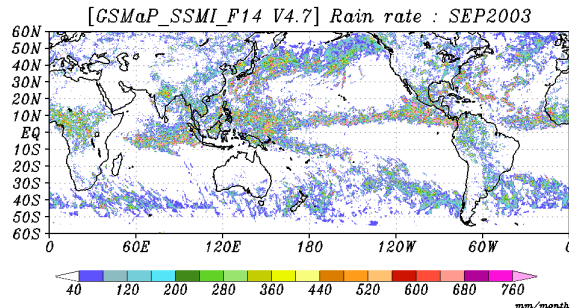 [GSMaP_SSMI_F14 V4.7] Rain rate : SEP2003
60N
50N
40N
30N
20N
10N
EQ
10S
20S
30S
40S
50S
60S
0 60E 120E 180 120W 60W 0
40 120 200 280 360 440 520 600 680 760
mm/month